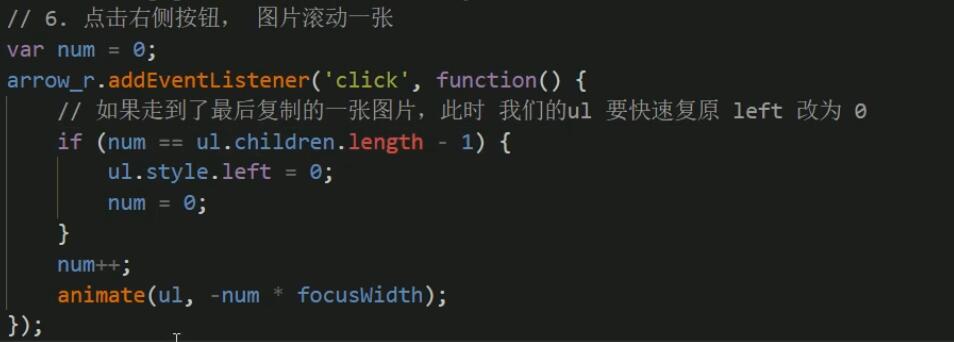 // 6. 点击右侧按钮， 图片滚动一张
var num = 0;
arrow_r.addEventListener('click', function() {
    // 如果走到了最后复制的一张图片，此时 我们的ul 要快速复原 left 改为 0
    if (num == ul.children.length - 1) {
        ul.style.left = 0;
        num = 0;
    }
    num++;
    animate(ul, -num * focusWidth);
});